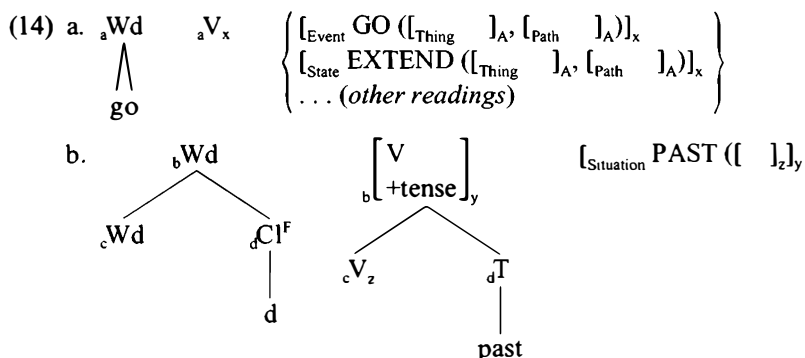 (14) a. ₐWd ₐVₓ [Event GO ([Thing ]A, [Path ]A)]x
[State EXTEND ([Thing ]A, [Path ]A)]x
go ... (other readings)
b. bWd b[V +tense]y [Situation PAST ([ ]z)]y
cWd dClF cVz dT
d past